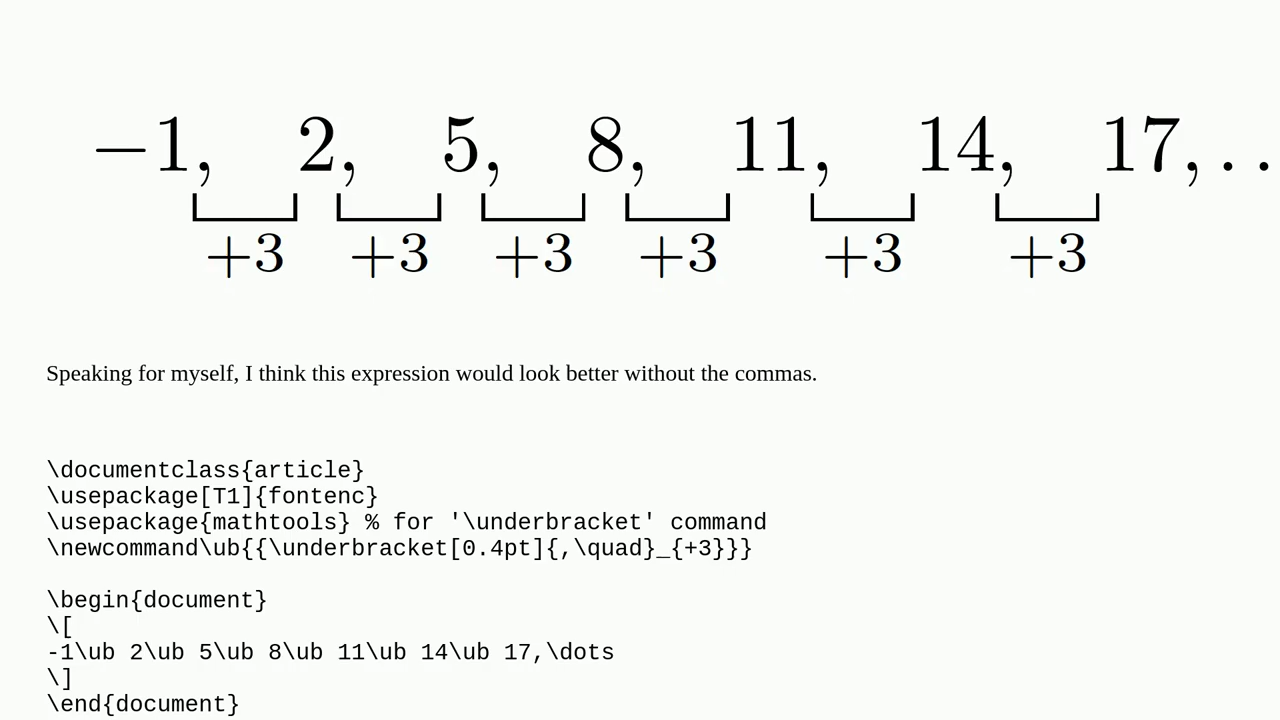 −1, 2, 5, 8, 11, 14, 17, . .
+3 +3 +3 +3 +3 +3
Speaking for myself, I think this expression would look better without the commas.
\documentclass{article}
\usepackage[T1]{fontenc}
\usepackage{mathtools} % for '\underbracket' command
\newcommand\ub{{\underbracket[0.4pt]{,\quad}_{+3}}}
\begin{document}
\[
-1\ub 2\ub 5\ub 8\ub 11\ub 14\ub 17,\dots
\]
\end{document}